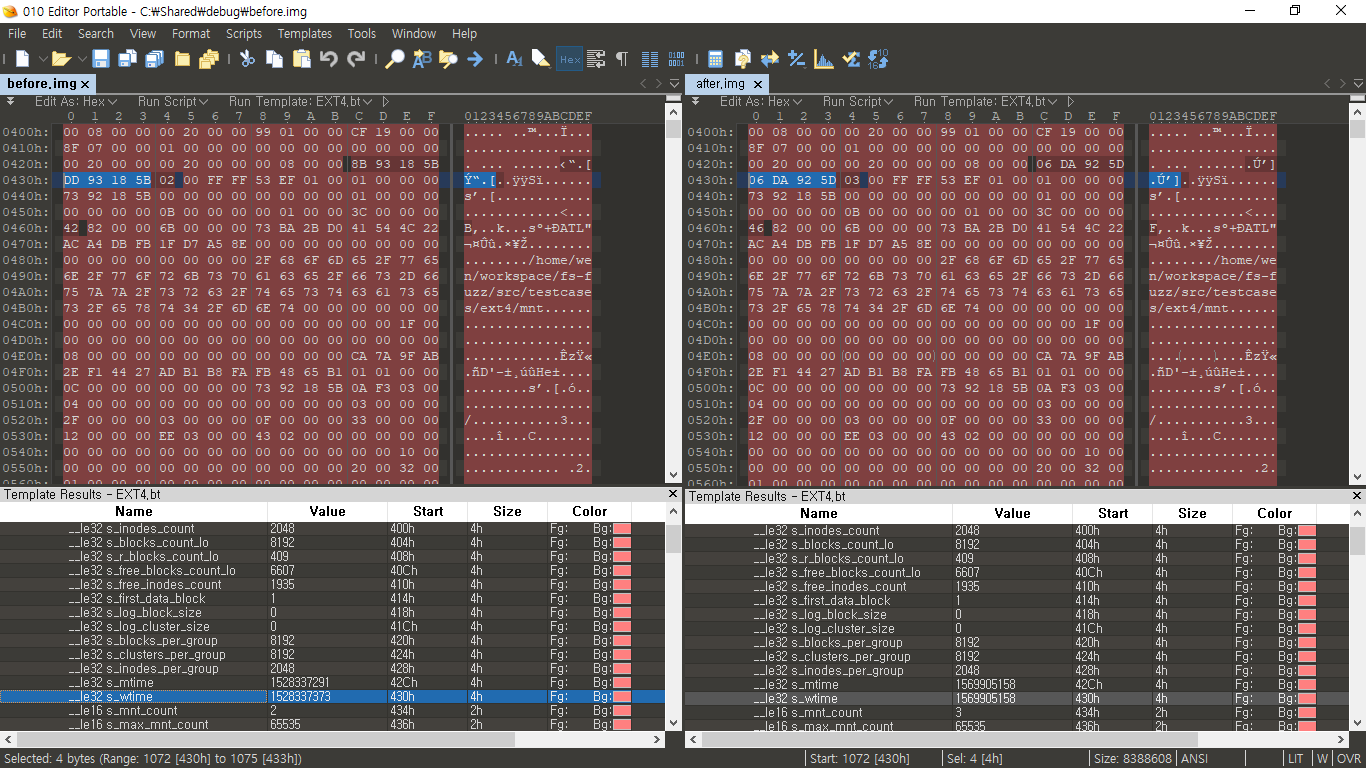 010 Editor Portable - C:₩Shared₩debug₩before.img
File Edit Search View Format Scripts Templates Tools Window Help
before.img
Edit As: Hex Run Script Run Template: EXT4.bt
0 1 2 3 4 5 6 7 8 9 A B C D E F 0123456789ABCDEF
0400h: 00 08 00 00 00 20 00 00 99 01 00 00 CF 19 00 00 ..... ..™...Ï...
0410h: 8F 07 00 00 01 00 00 00 00 00 00 00 00 00 00 00 ................
0420h: 00 20 00 00 00 20 00 00 00 08 00 00 8B 93 18 5B . ... ......‹“.[
0430h: DD 93 18 5B 02 00 FF FF 53 EF 01 00 01 00 00 00 Ý“.[..ÿÿSï......
0440h: 73 92 18 5B 00 00 00 00 00 00 00 00 01 00 00 00 s’.[............
0450h: 00 00 00 00 0B 00 00 00 00 01 00 00 3C 00 00 00 ............<...
0460h: 42 82 00 00 6B 00 00 00 73 BA 2B D0 41 54 4C 22 B‚..k...sº+ÐATL"
0470h: AC A4 DB FB 1F D7 A5 8E 00 00 00 00 00 00 00 00 ¬¤Ûû.×¥Ž........
0480h: 00 00 00 00 00 00 00 00 2F 68 6F 6D 65 2F 77 65 ......../home/we
0490h: 6E 2F 77 6F 72 6B 73 70 61 63 65 2F 66 73 2D 66 n/workspace/fs-f
04A0h: 75 7A 7A 2F 73 72 63 2F 74 65 73 74 63 61 73 65 uzz/src/testcase
04B0h: 73 2F 65 78 74 34 2F 6D 6E 74 00 00 00 00 00 00 s/ext4/mnt......
04C0h: 00 00 00 00 00 00 00 00 00 00 00 00 00 00 1F 00 ................
04D0h: 00 00 00 00 00 00 00 00 00 00 00 00 00 00 00 00 ................
04E0h: 08 00 00 00 00 00 00 00 00 00 00 00 CA 7A 9F AB ............ÊzŸ«
04F0h: 2E F1 44 27 AD B1 B8 FA FB 48 65 B1 01 01 00 00 .ñD'-±¸úûHe±....
0500h: 0C 00 00 00 00 00 00 00 73 92 18 5B 0A F3 03 00 ........s’.[.ó..
0510h: 04 00 00 00 00 00 00 00 00 00 00 00 03 00 00 00 ................
0520h: 2F 00 00 00 03 00 00 00 0F 00 00 00 33 00 00 00 /...........3...
0530h: 12 00 00 00 EE 03 00 00 43 02 00 00 00 00 00 00 ....î...C.......
0540h: 00 00 00 00 00 00 00 00 00 00 00 00 00 00 10 00 ................
0550h: 00 00 00 00 00 00 00 00 00 00 00 00 20 00 32 00 ............ .2.
after.img
Edit As: Hex Run Script Run Template: EXT4.bt
0 1 2 3 4 5 6 7 8 9 A B C D E F 0123456789ABCDEF
0400h: 00 08 00 00 00 20 00 00 99 01 00 00 CF 19 00 00 ..... ..™...Ï...
0410h: 8F 07 00 00 01 00 00 00 00 00 00 00 00 00 00 00 ................
0420h: 00 20 00 00 00 20 00 00 00 08 00 00 06 DA 92 5D . ... .......Ú’]
0430h: 06 DA 92 5D 03 00 FF FF 53 EF 01 00 01 00 00 00 .Ú’]..ÿÿSï......
0440h: 73 92 18 5B 00 00 00 00 00 00 00 00 01 00 00 00 s’.[............
0450h: 00 00 00 00 0B 00 00 00 00 01 00 00 3C 00 00 00 ............<...
0460h: 46 82 00 00 6B 00 00 00 73 BA 2B D0 41 54 4C 22 F‚..k...sº+ÐATL"
0470h: AC A4 DB FB 1F D7 A5 8E 00 00 00 00 00 00 00 00 ¬¤Ûû.×¥Ž........
0480h: 00 00 00 00 00 00 00 00 2F 68 6F 6D 65 2F 77 65 ......../home/we
0490h: 6E 2F 77 6F 72 6B 73 70 61 63 65 2F 66 73 2D 66 n/workspace/fs-f
04A0h: 75 7A 7A 2F 73 72 63 2F 74 65 73 74 63 61 73 65 uzz/src/testcase
04B0h: 73 2F 65 78 74 34 2F 6D 6E 74 00 00 00 00 00 00 s/ext4/mnt......
04C0h: 00 00 00 00 00 00 00 00 00 00 00 00 00 00 1F 00 ................
04D0h: 00 00 00 00 00 00 00 00 00 00 00 00 00 00 00 00 ................
04E0h: 08 00 00 00 00 00 00 00 00 00 00 00 CA 7A 9F AB ............ÊzŸ«
04F0h: 2E F1 44 27 AD B1 B8 FA FB 48 65 B1 01 01 00 00 .ñD'-±¸úûHe±....
0500h: 0C 00 00 00 00 00 00 00 73 92 18 5B 0A F3 03 00 ........s’.[.ó..
0510h: 04 00 00 00 00 00 00 00 00 00 00 00 03 00 00 00 ................
0520h: 2F 00 00 00 03 00 00 00 0F 00 00 00 33 00 00 00 /...........3...
0530h: 12 00 00 00 EE 03 00 00 43 02 00 00 00 00 00 00 ....î...C.......
0540h: 00 00 00 00 00 00 00 00 00 00 00 00 00 00 10 00 ................
0550h: 00 00 00 00 00 00 00 00 00 00 00 00 20 00 32 00 ............ .2.
Template Results - EXT4.bt
Name Value Start Size Color
__le32 s_inodes_count 2048 400h 4h Fg: Bg:
__le32 s_blocks_count_lo 8192 404h 4h Fg: Bg:
__le32 s_r_blocks_count_lo 409 408h 4h Fg: Bg:
__le32 s_free_blocks_count_lo 6607 40Ch 4h Fg: Bg:
__le32 s_free_inodes_count 1935 410h 4h Fg: Bg:
__le32 s_first_data_block 1 414h 4h Fg: Bg:
__le32 s_log_block_size 0 418h 4h Fg: Bg:
__le32 s_log_cluster_size 0 41Ch 4h Fg: Bg:
__le32 s_blocks_per_group 8192 420h 4h Fg: Bg:
__le32 s_clusters_per_group 8192 424h 4h Fg: Bg:
__le32 s_inodes_per_group 2048 428h 4h Fg: Bg:
__le32 s_mtime 1528337291 42Ch 4h Fg: Bg:
__le32 s_wtime 1528337373 430h 4h Fg: Bg:
__le16 s_mnt_count 2 434h 2h Fg: Bg:
__le16 s_max_mnt_count 65535 436h 2h Fg: Bg:
Template Results - EXT4.bt
Name Value Start Size Color
__le32 s_inodes_count 2048 400h 4h Fg: Bg:
__le32 s_blocks_count_lo 8192 404h 4h Fg: Bg:
__le32 s_r_blocks_count_lo 409 408h 4h Fg: Bg:
__le32 s_free_blocks_count_lo 6607 40Ch 4h Fg: Bg:
__le32 s_free_inodes_count 1935 410h 4h Fg: Bg:
__le32 s_first_data_block 1 414h 4h Fg: Bg:
__le32 s_log_block_size 0 418h 4h Fg: Bg:
__le32 s_log_cluster_size 0 41Ch 4h Fg: Bg:
__le32 s_blocks_per_group 8192 420h 4h Fg: Bg:
__le32 s_clusters_per_group 8192 424h 4h Fg: Bg:
__le32 s_inodes_per_group 2048 428h 4h Fg: Bg:
__le32 s_mtime 1569905158 42Ch 4h Fg: Bg:
__le32 s_wtime 1569905158 430h 4h Fg: Bg:
__le16 s_mnt_count 3 434h 2h Fg: Bg:
__le16 s_max_mnt_count 65535 436h 2h Fg: Bg:
Selected: 4 bytes (Range: 1072 [430h] to 1075 [433h]) Start: 1072 [430h] Sel: 4 [4h] Size: 8388608 ANSI LIT W OVR